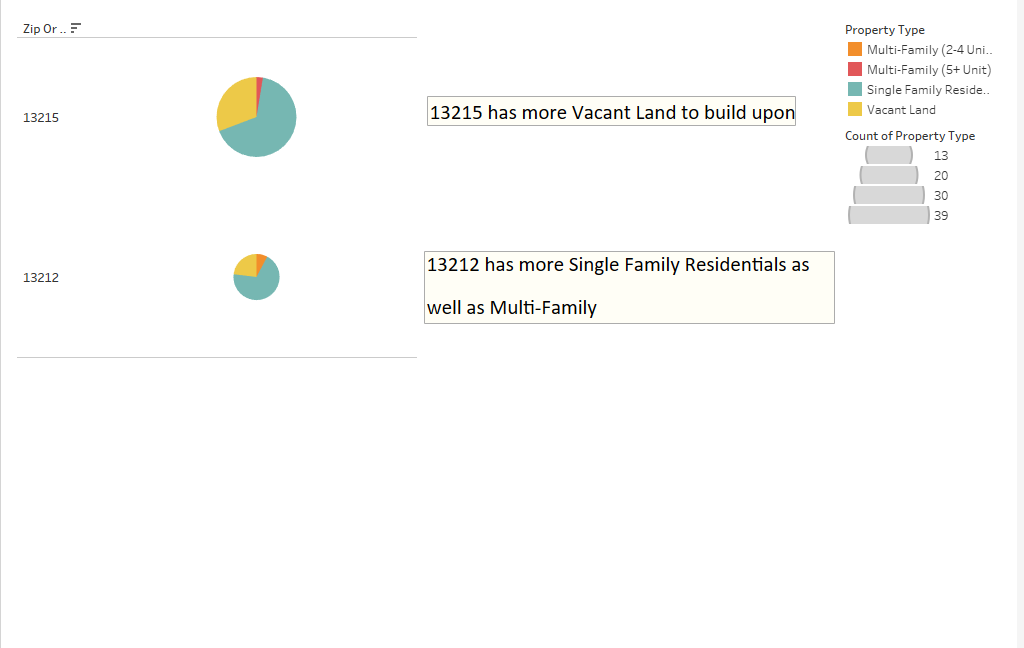 Zip Or ..
13215
13215 has more Vacant Land to build upon
13212
13212 has more Single Family Residentials as
well as Multi-Family
Property Type
Multi-Family (2-4 Uni..
Multi-Family (5+ Unit)
Single Family Reside..
Vacant Land
Count of Property Type
13
20
30
39